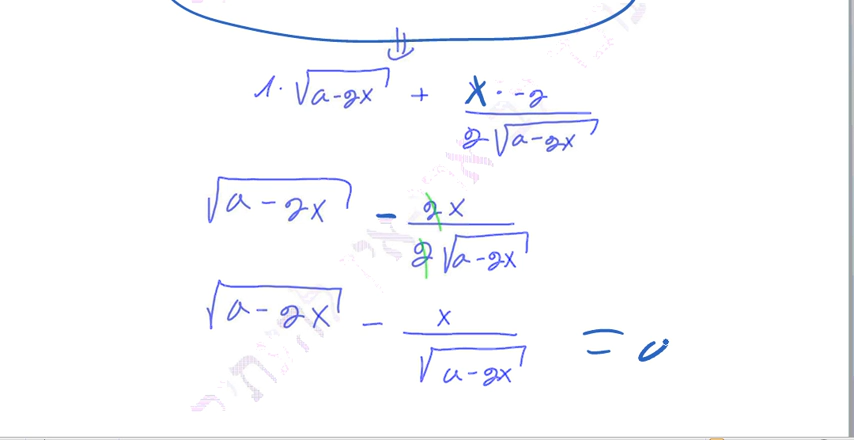 1·√(a-2x) + x·-2 / 2√(a-2x)
√(a-2x) - 2x / 2√(a-2x)
√(a-2x) - x / √(a-2x) = 0